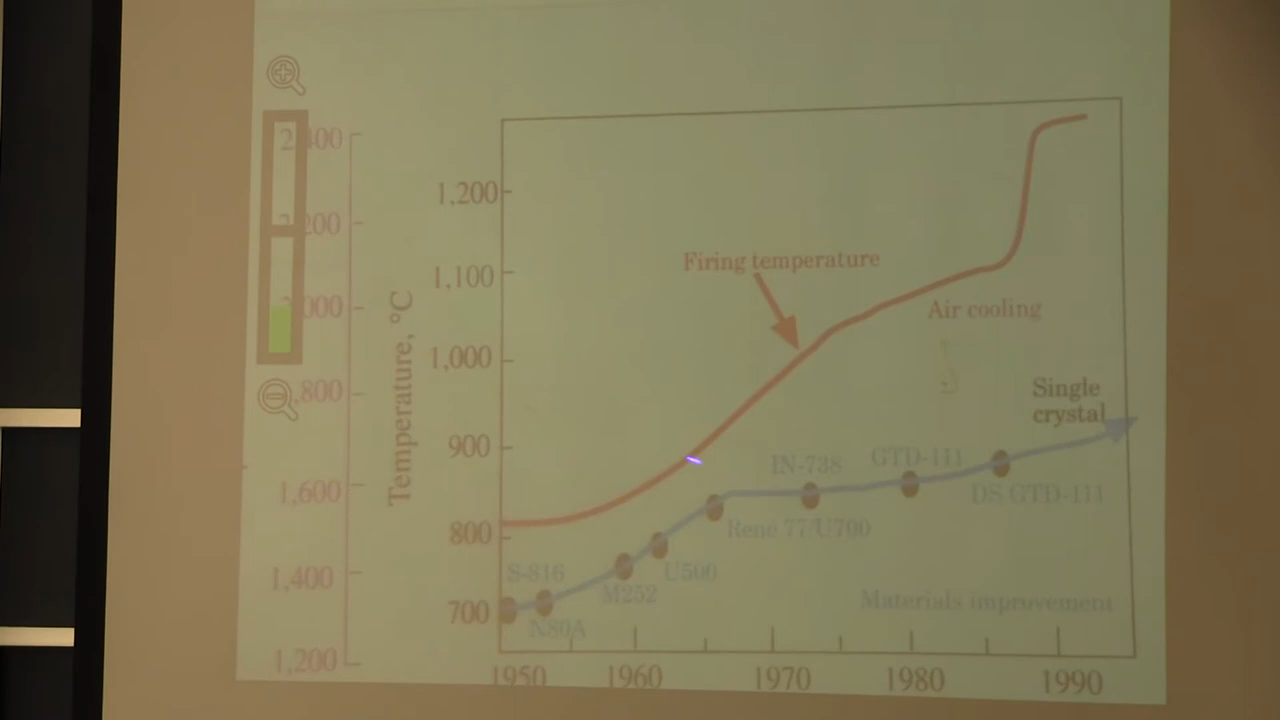 2,400
2,200
2,000
1,800
1,600
1,400
1,200
Temperature, °C
1,200
1,100
1,000
900
800
700
Firing temperature
Air cooling
Single
crystal
IN-738
GTD-111
DS GTD-111
René 77/U700
S-816
U500
M252
N80A
Materials improvement
1950 1960 1970 1980 1990